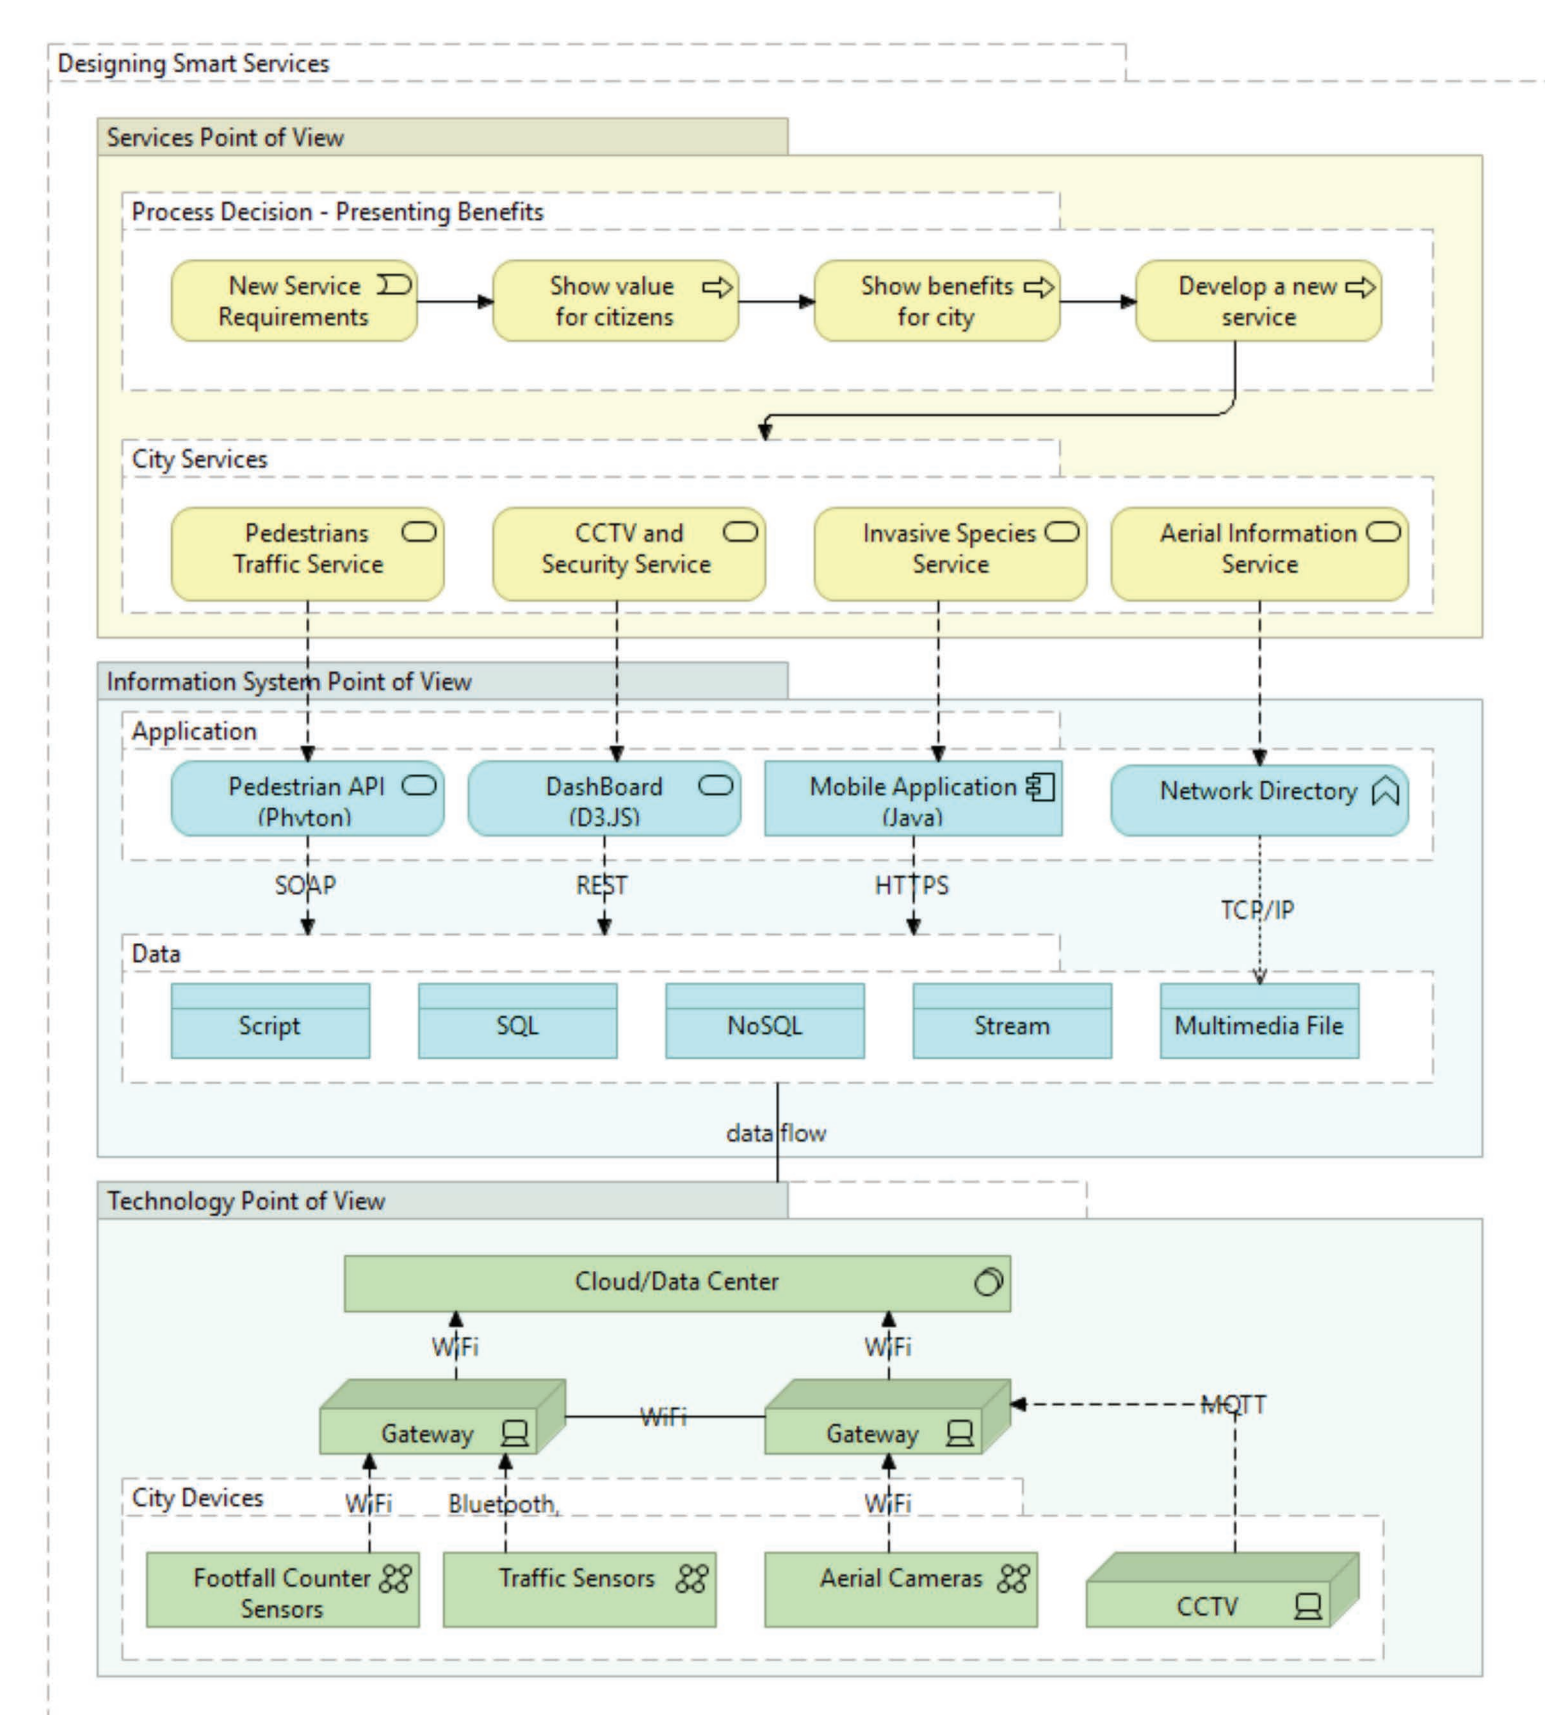 Designing Smart Services
Services Point of View
Process Decision - Presenting Benefits
New Service
Requirements
Show value
for citizens
Show benefits
for city
Develop a new
service
City Services
Pedestrians
Traffic Service
CCTV and
Security Service
Invasive Species
Service
Aerial Information
Service
Information System Point of View
Application
Pedestrian API
(Phyton)
DashBoard
(D3.JS)
Mobile Application
(Java)
Network Directory
SOAP
REST
HTTPS
TCP/IP
Data
Script
SQL
NoSQL
Stream
Multimedia File
data flow
Technology Point of View
Cloud/Data Center
WiFi
WiFi
Gateway
WiFi
Gateway
MQTT
City Devices
WiFi
Bluetooth,
WiFi
Footfall Counter
Sensors
Traffic Sensors
Aerial Cameras
CCTV